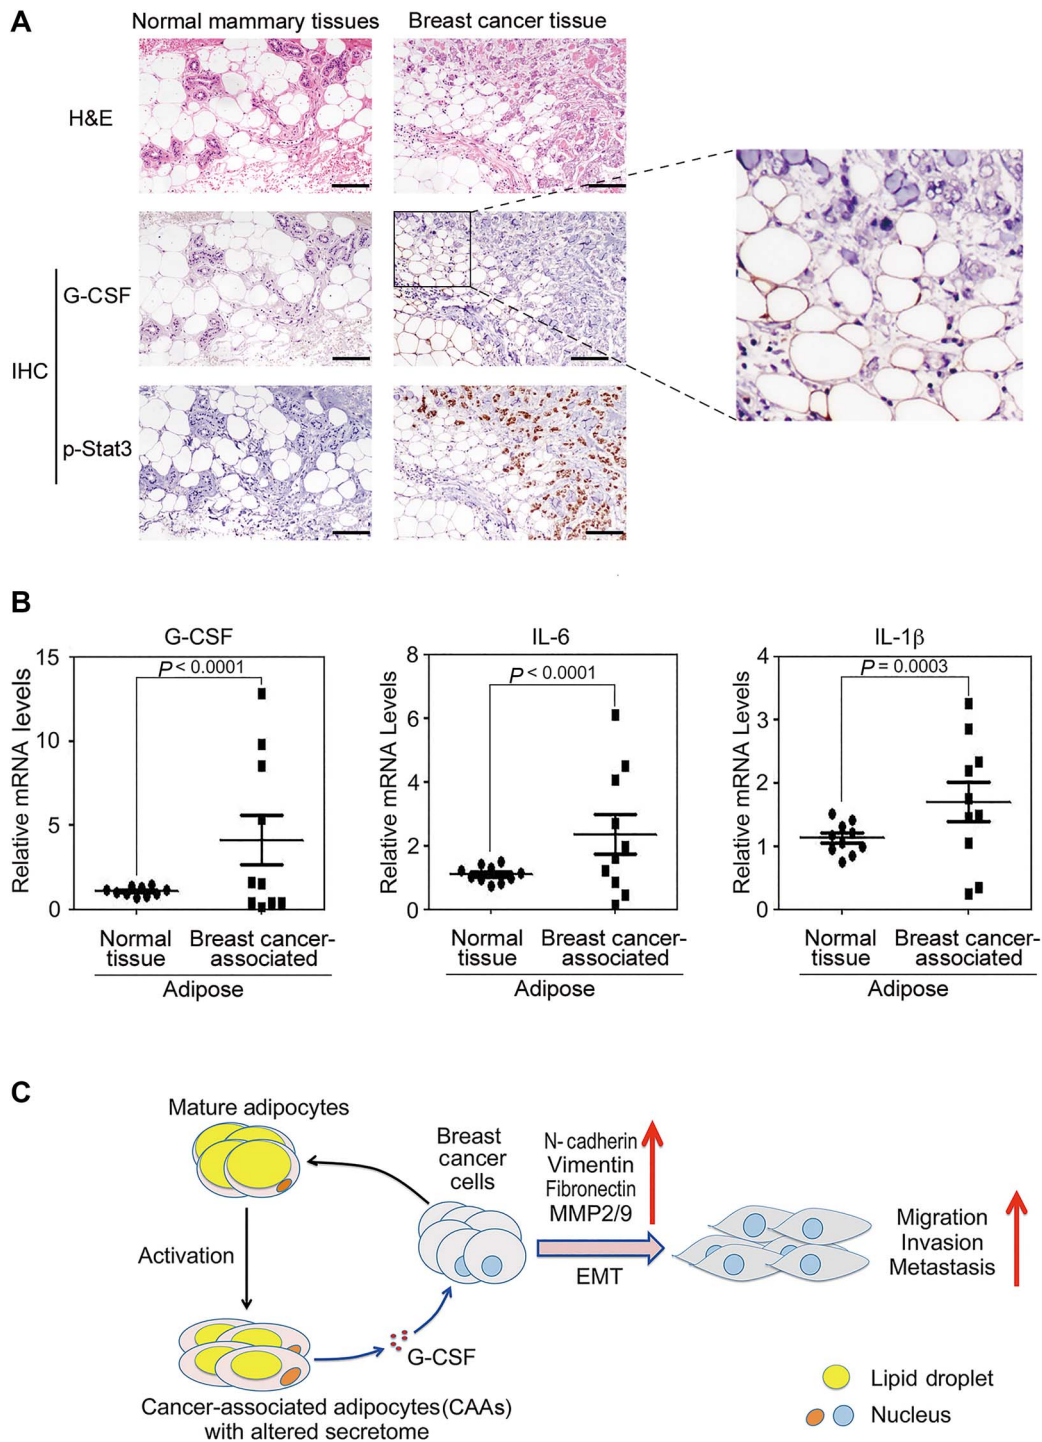 A
Normal mammary tissues
Breast cancer tissue
H&E
IHC
G-CSF
p-Stat3
B
G-CSF
P < 0.0001
Relative mRNA levels
15
10
5
0
Normal tissue
Breast cancer-associated
Adipose
IL-6
P < 0.0001
Relative mRNA Levels
8
6
4
2
0
Normal tissue
Breast cancer-associated
Adipose
IL-1β
P = 0.0003
Relative mRNA Levels
4
3
2
1
0
Normal tissue
Breast cancer-associated
Adipose
C
Mature adipocytes
Activation
Cancer-associated adipocytes(CAAs)
with altered secretome
G-CSF
Breast
cancer
cells
N- cadherin
Vimentin
Fibronectin
MMP2/9
EMT
Migration
Invasion
Metastasis
Lipid droplet
Nucleus